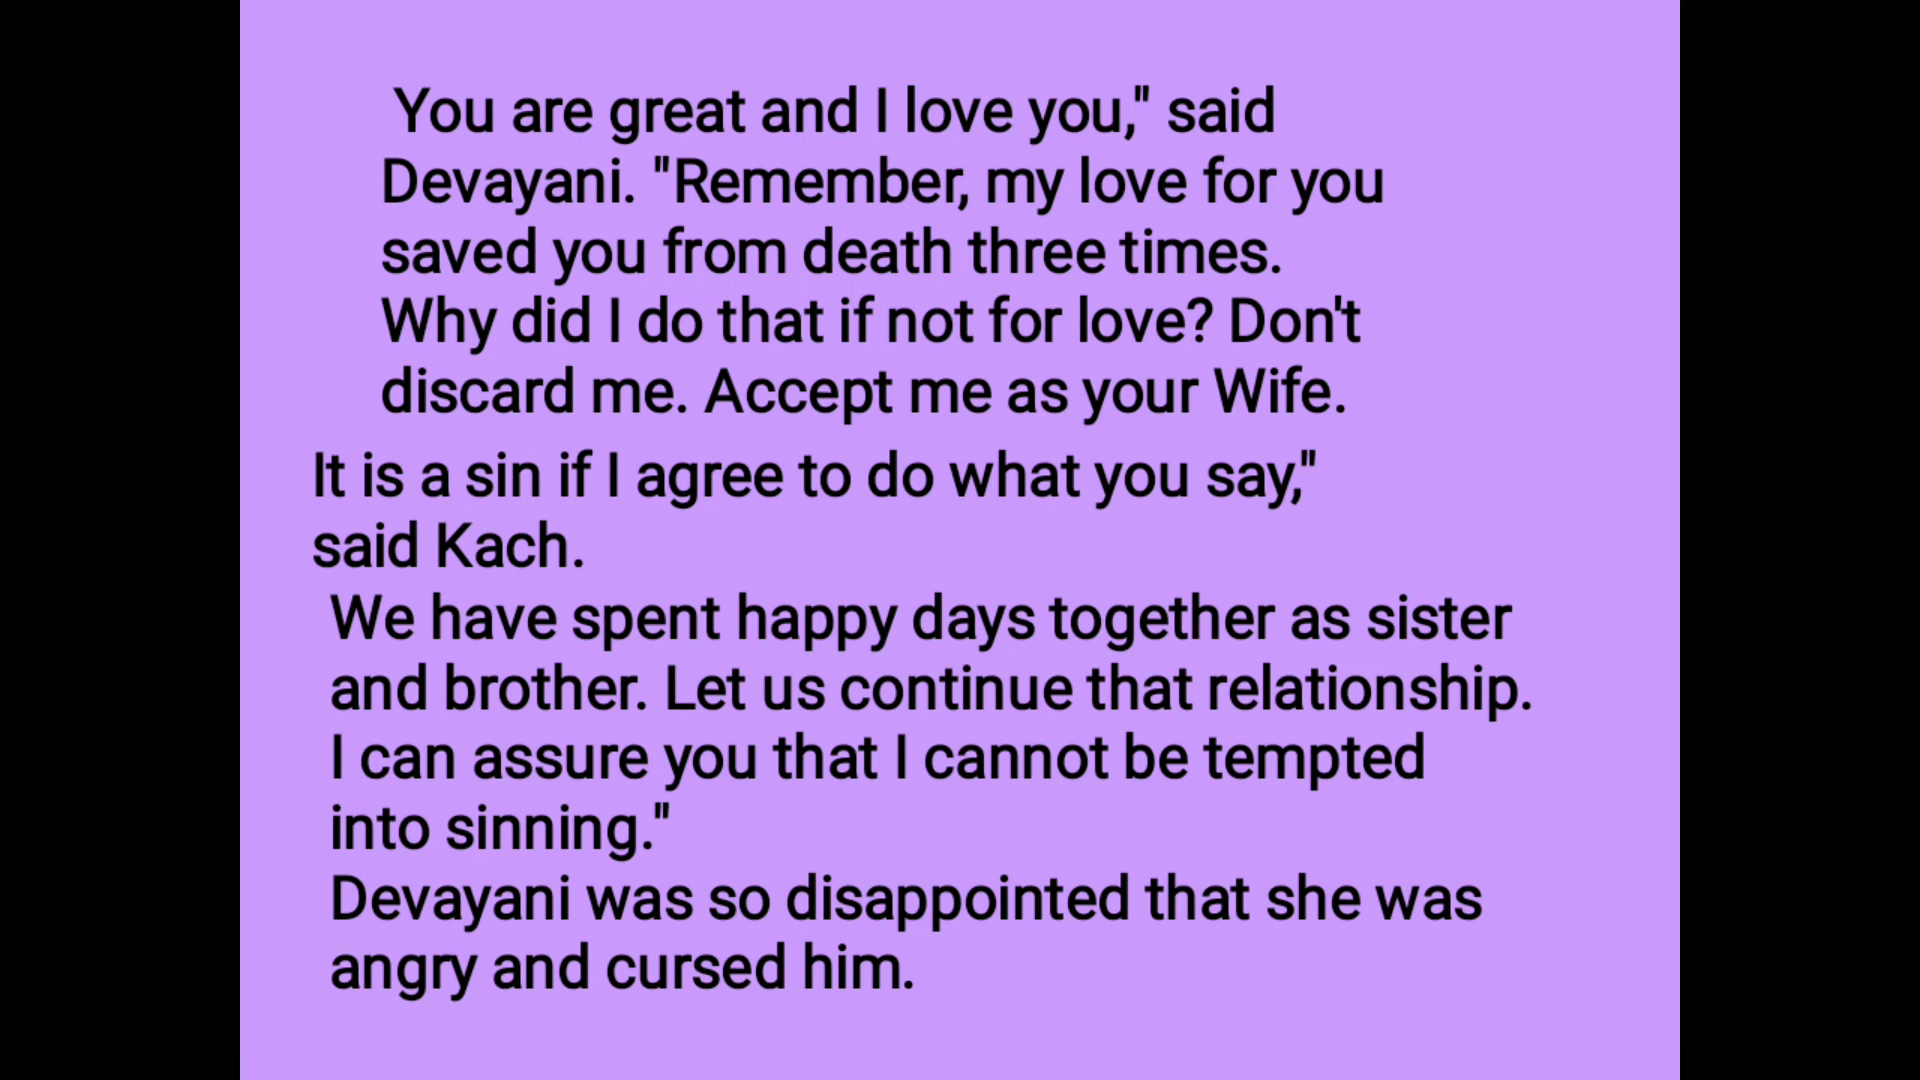 You are great and I love you," said
Devayani. "Remember, my love for you
saved you from death three times.
Why did I do that if not for love? Don't
discard me. Accept me as your Wife.
It is a sin if I agree to do what you say,"
said Kach.
We have spent happy days together as sister
and brother. Let us continue that relationship.
I can assure you that I cannot be tempted
into sinning."
Devayani was so disappointed that she was
angry and cursed him.